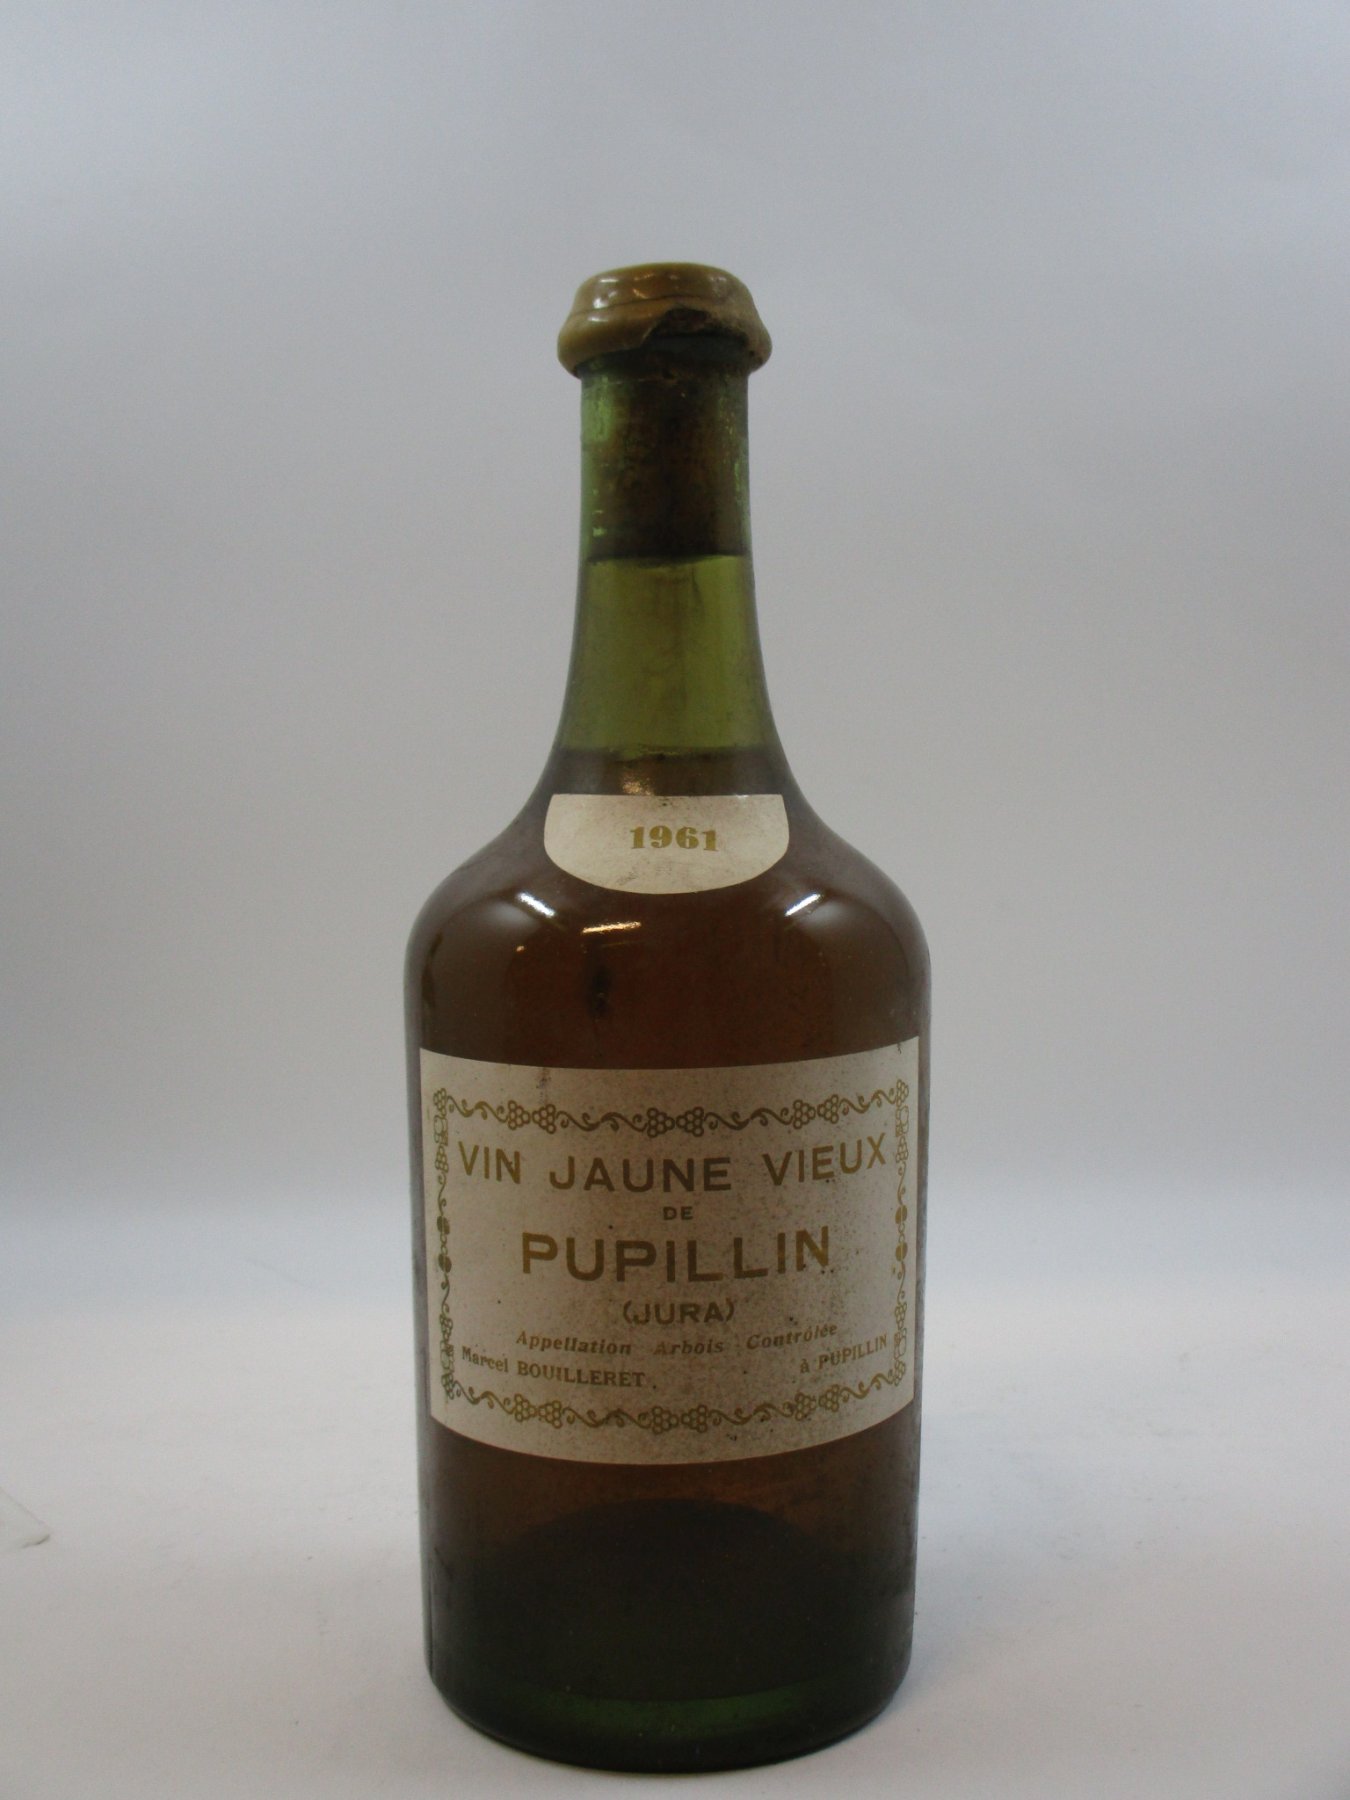 1961
VIN JAUNE VIEUX
DE
PUPILLIN
(JURA)
Appellation Arbois Contrôlée
Marcel BOUILLERET à PUPILLIN